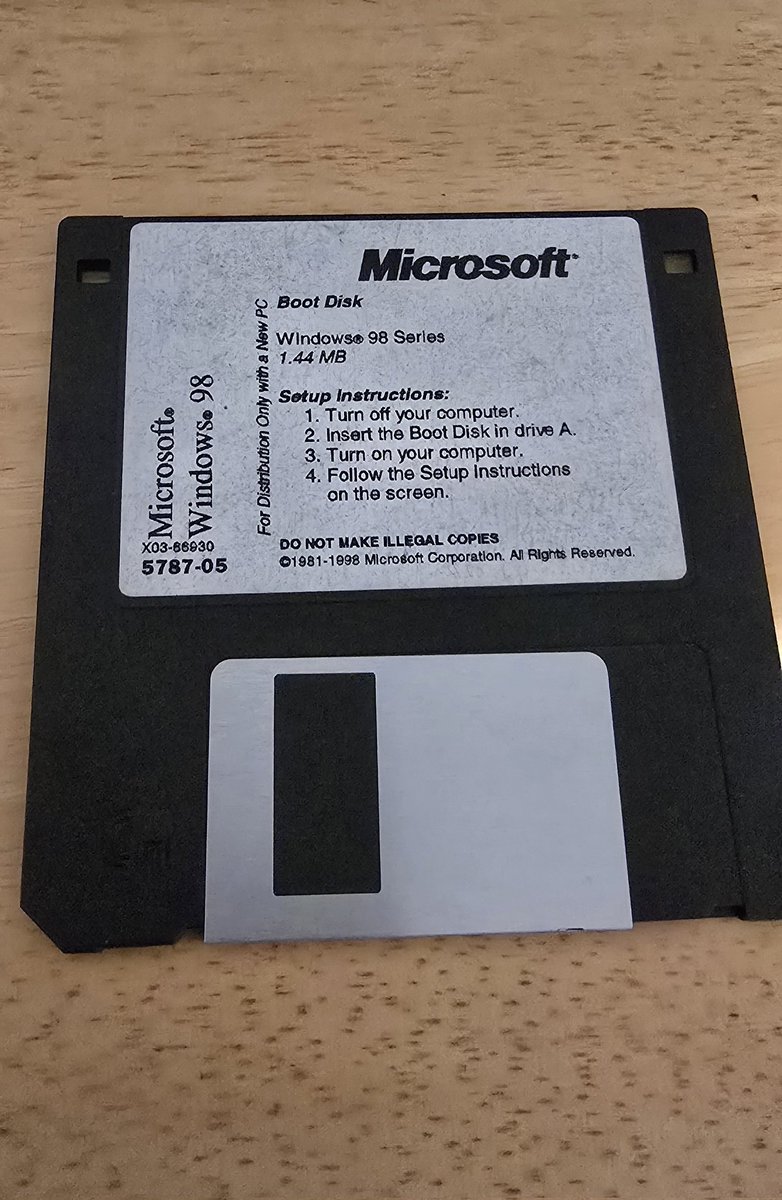 Microsoft
Boot Disk
Windows® 98 Series
1.44 MB
Setup Instructions:
1. Turn off your computer.
2. Insert the Boot Disk in drive A.
3. Turn on your computer.
4. Follow the Setup Instructions
on the screen.
DO NOT MAKE ILLEGAL COPIES
©1981-1998 Microsoft Corporation. All Rights Reserved.
For Distribution Only with a New PC
Microsoft®
Windows® 98
X03-66930
5787-05